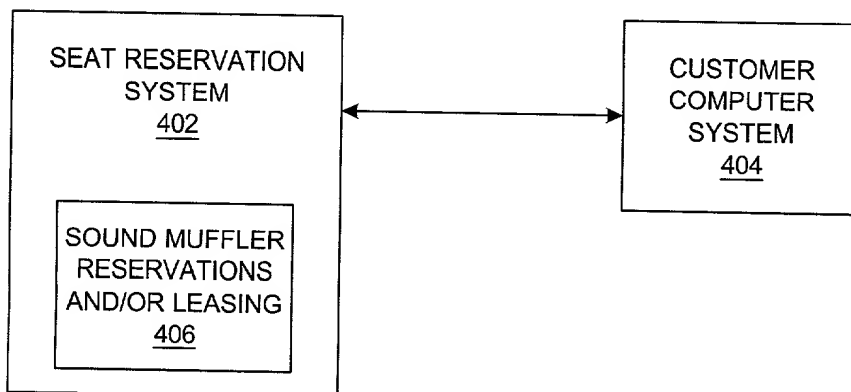 SEAT RESERVATION
SYSTEM
402
SOUND MUFFLER
RESERVATIONS
AND/OR LEASING
406
CUSTOMER
COMPUTER
SYSTEM
404